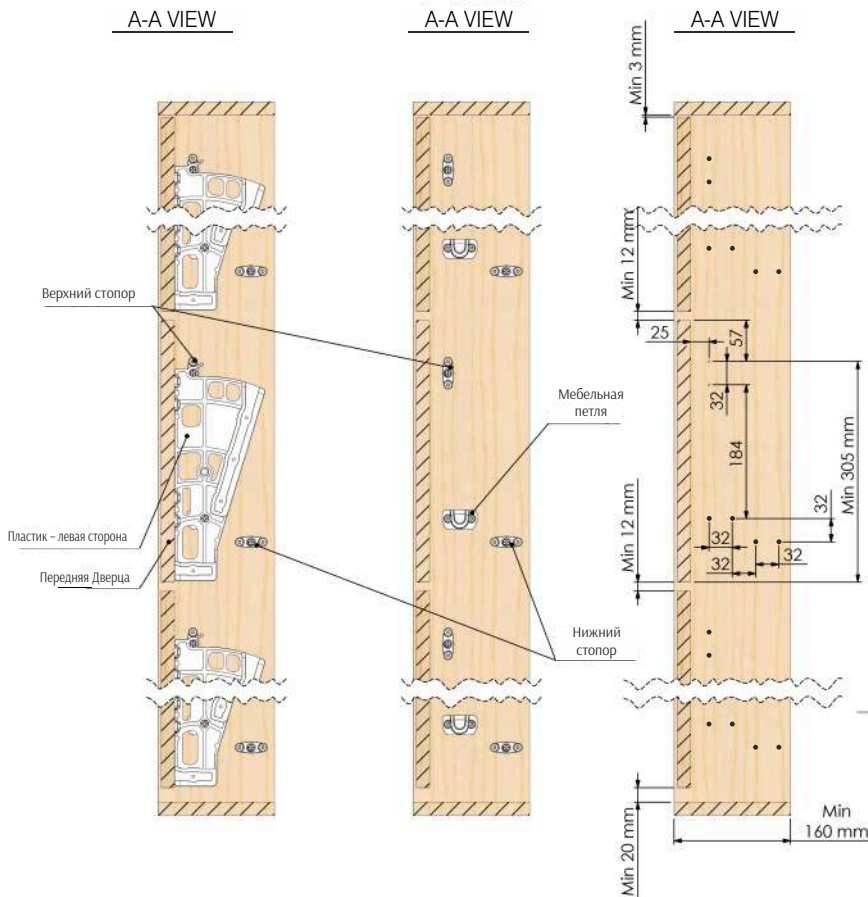 A-A VIEW
A-A VIEW
A-A VIEW
Min 3 mm
Min 12 mm
Верхний стопор
25
57
32
Мебельная
петля
184
Min 305 mm
32
Пластик – левая сторона
Передняя Дверца
Min 12 mm
32
32
32
Нижний
стопор
Min 20 mm
Min
160 mm